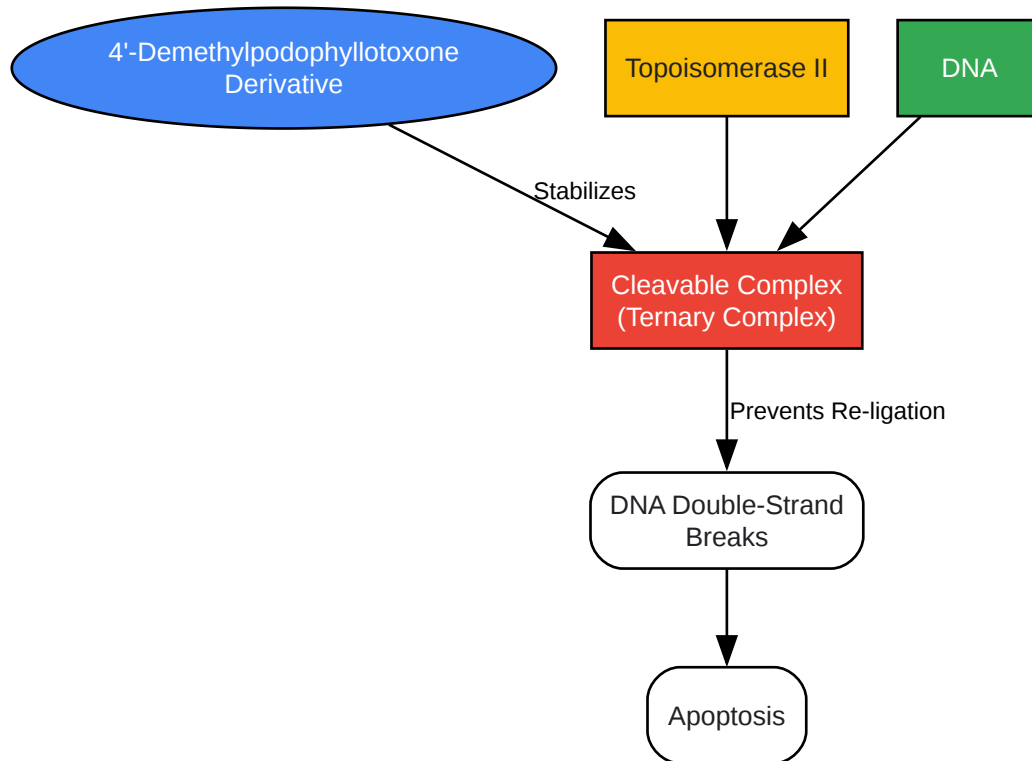 4'-Demethylpodophyllotoxone
Derivative
Topoisomerase II
DNA
Stabilizes
Cleavable Complex
(Ternary Complex)
Prevents Re-ligation
DNA Double-Strand
Breaks
Apoptosis